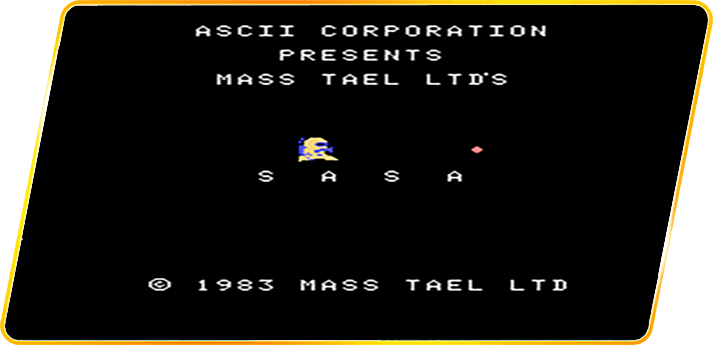 ASCII CORPORATION
PRESENTS
MASS TAEL LTD'S
S A S A
© 1983 MASS TAEL LTD